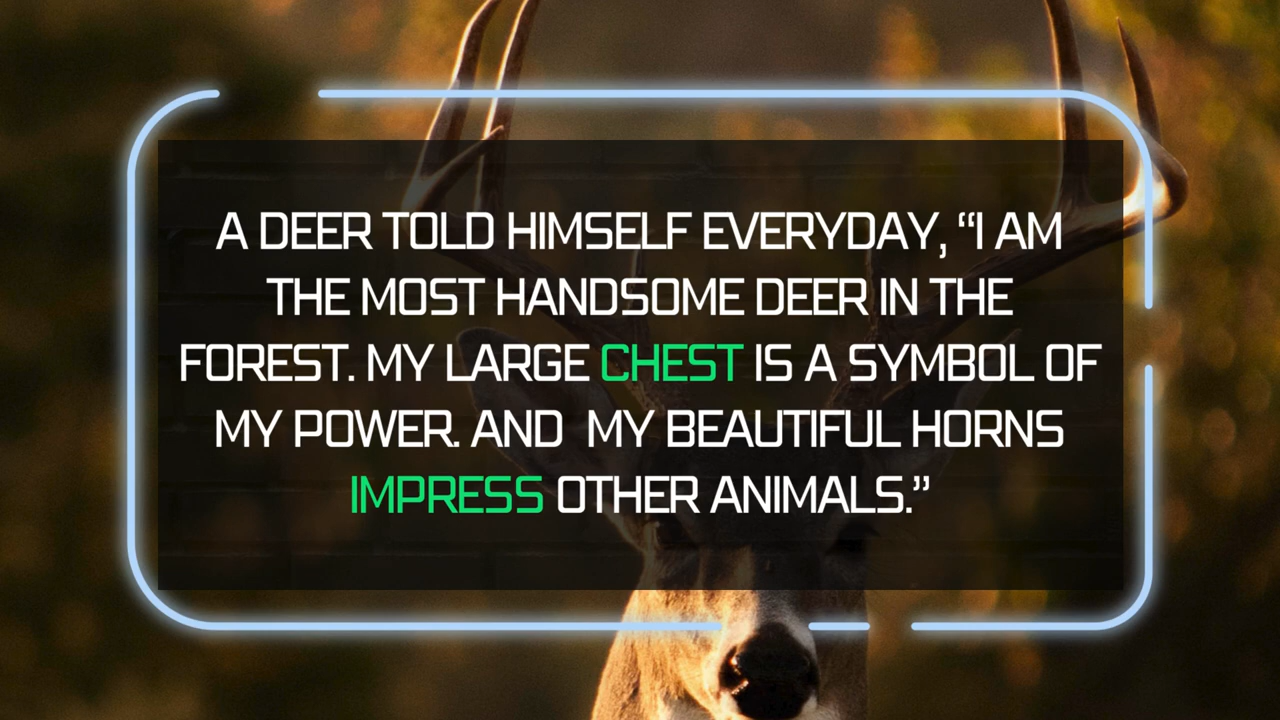 A DEER TOLD HIMSELF EVERYDAY, “I AM
THE MOST HANDSOME DEER IN THE
FOREST. MY LARGE CHEST IS A SYMBOL OF
MY POWER. AND  MY BEAUTIFUL HORNS
IMPRESS OTHER ANIMALS.”